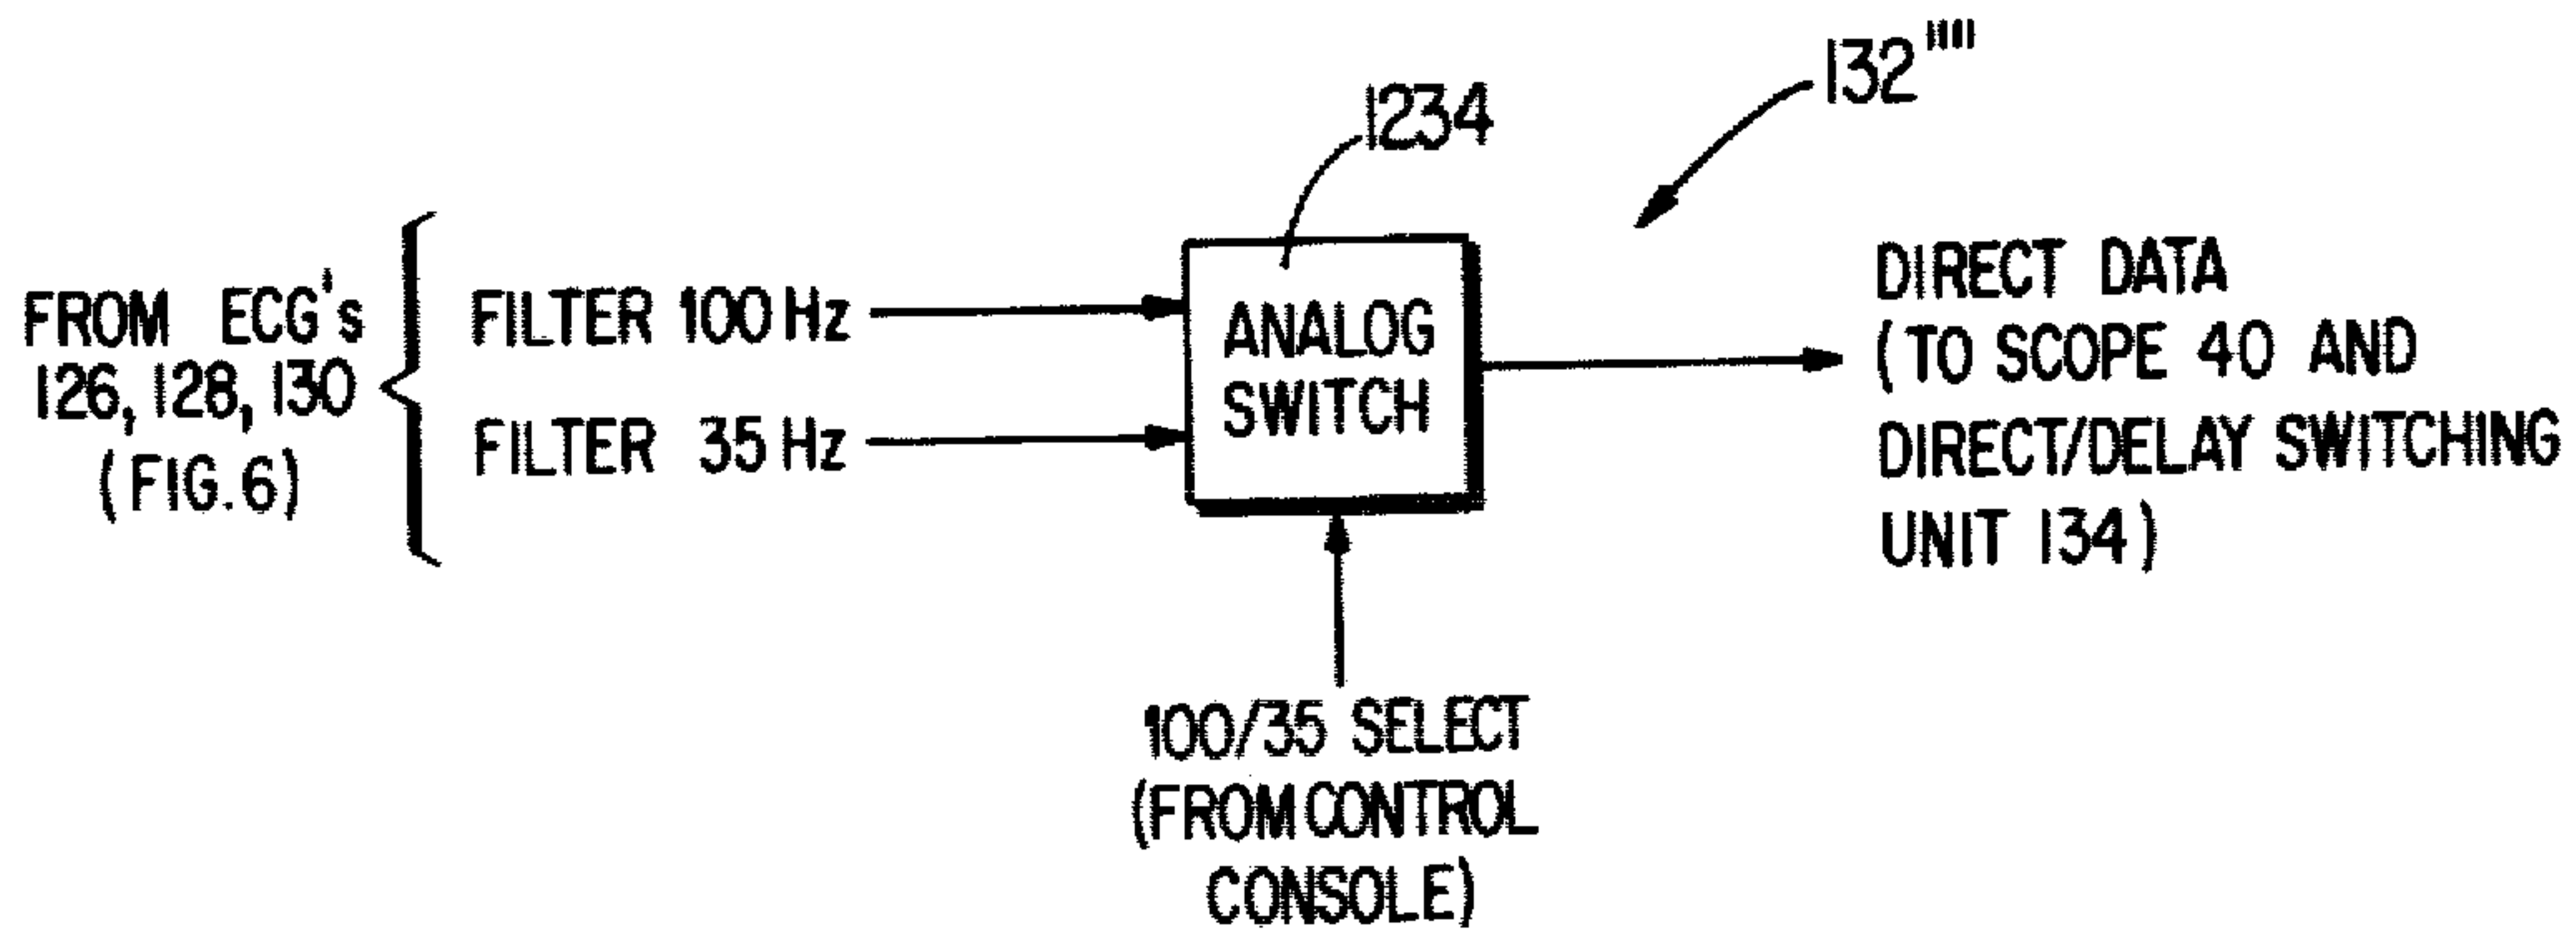 132''''
1234
FROM ECG's
126, 128, 130
(FIG. 6)
FILTER 100 Hz
FILTER 35 Hz
ANALOG
SWITCH
DIRECT DATA
(TO SCOPE 40 AND
DIRECT/DELAY SWITCHING
UNIT 134)
100/35 SELECT
(FROM CONTROL
CONSOLE)